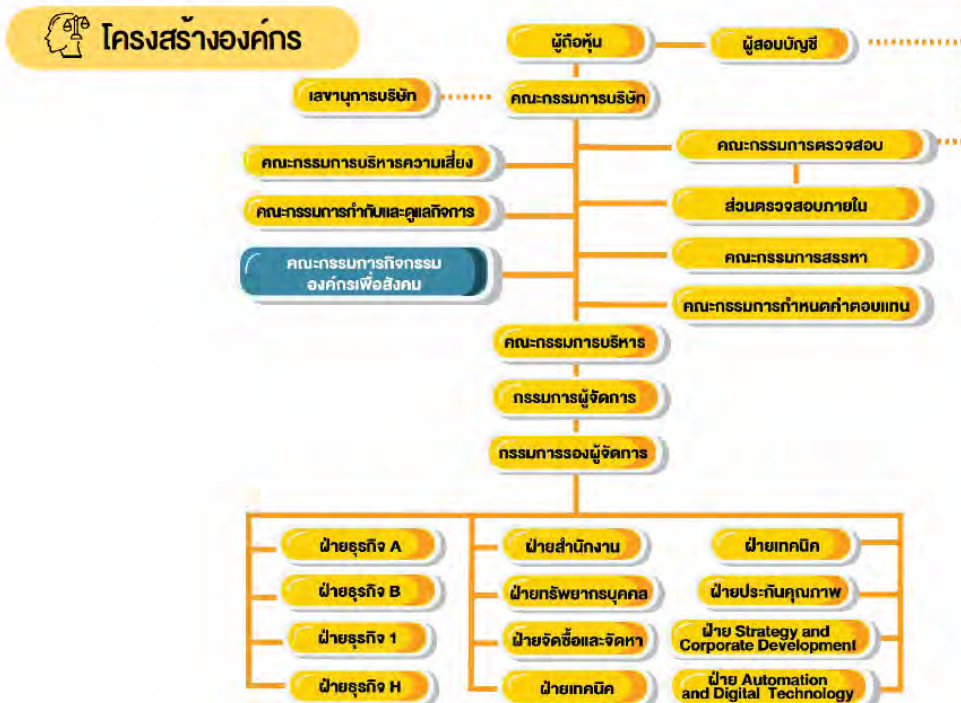 โครงสร้างองค์กร
ผู้ถือหุ้น
ผู้สอบบัญชี
เลขานุการบริษัท
คณะกรรมการบริษัท
คณะกรรมการตรวจสอบ
คณะกรรมการบริหารความเสี่ยง
คณะกรรมการกำกับและดูแลกิจการ
ส่วนตรวจสอบภายใน
คณะกรรมการกิจกรรม
องค์กรเพื่อสังคม
คณะกรรมการสรรหา
คณะกรรมการกำหนดค่าตอบแทน
คณะกรรมการบริหาร
กรรมการผู้จัดการ
กรรมการรองผู้จัดการ
ฝ่ายธุรกิจ A
ฝ่ายธุรกิจ B
ฝ่ายธุรกิจ 1
ฝ่ายธุรกิจ H
ฝ่ายสำนักงาน
ฝ่ายทรัพยากรบุคคล
ฝ่ายจัดซื้อและจัดหา
ฝ่ายเทคนิค
ฝ่ายเทคนิค
ฝ่ายประกันคุณภาพ
ฝ่าย Strategy and
Corporate Development
ฝ่าย Automation
and Digital Technology